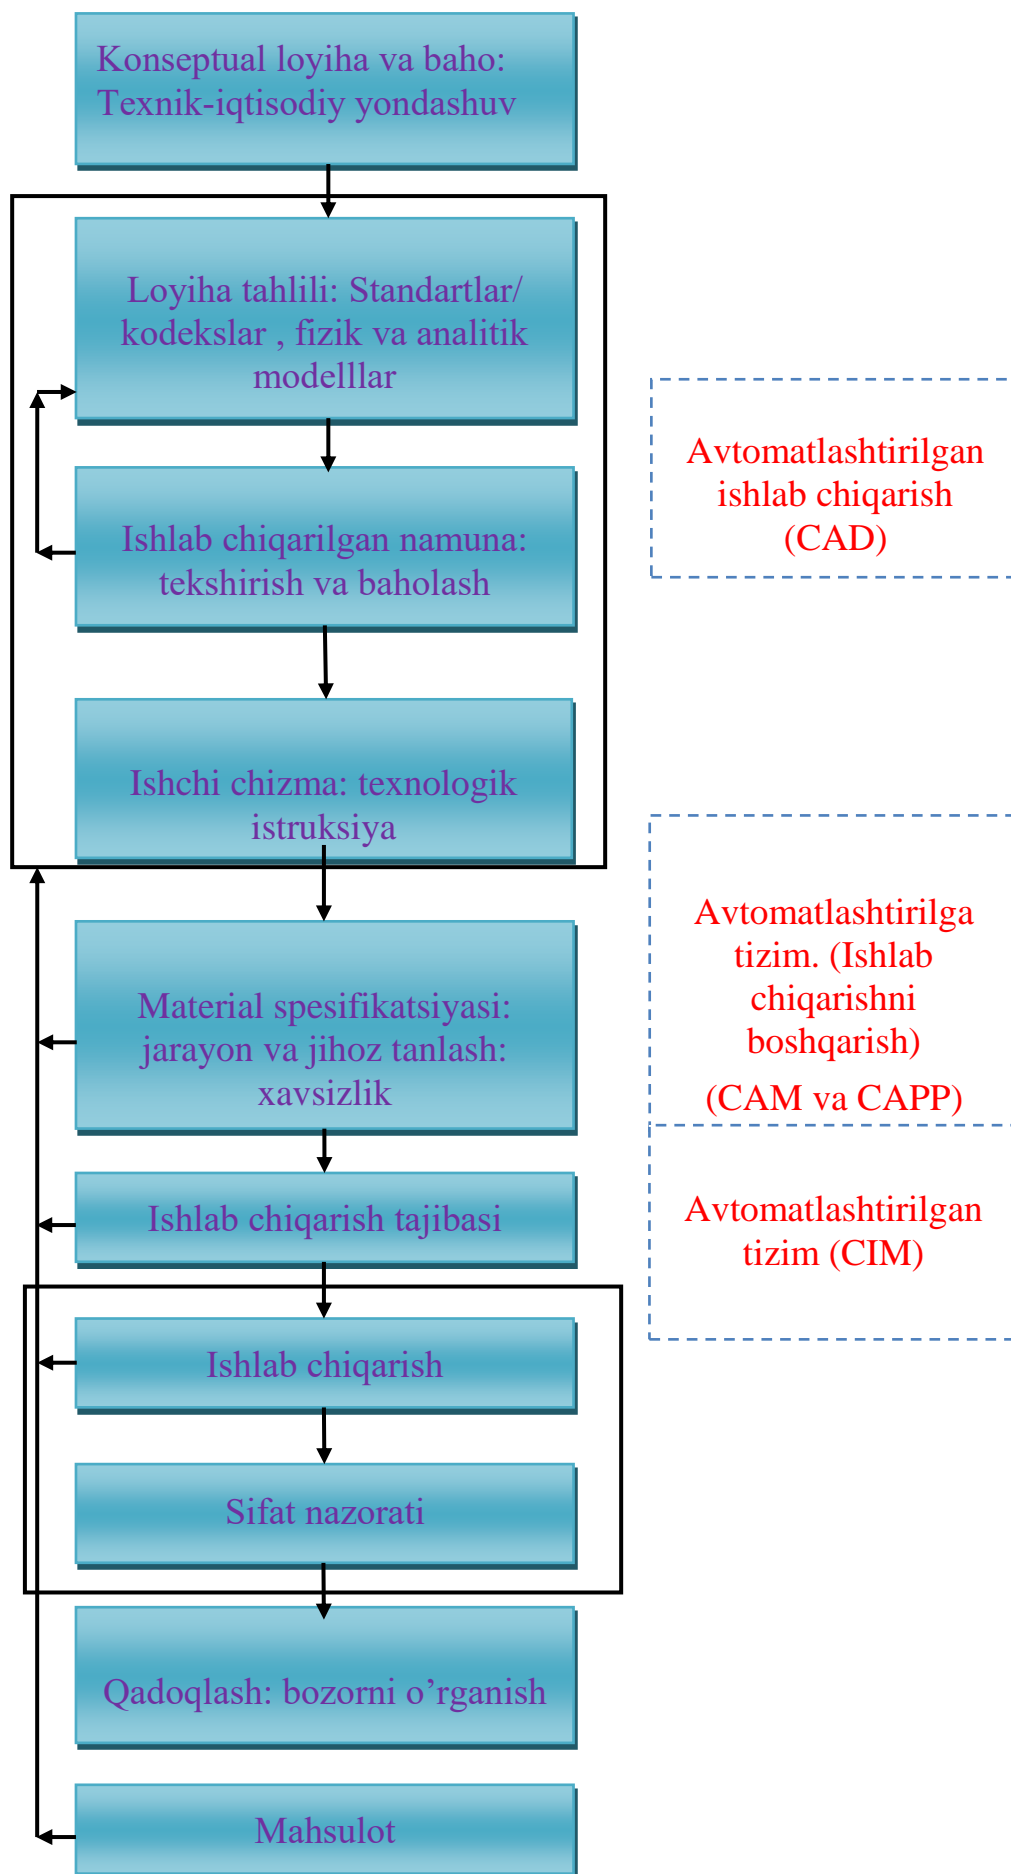 Konseptual loyiha va baho:
Texnik-iqtisodiy yondashuv
Loyiha tahlili: Standartlar/
kodekslar , fizik va analitik
modelllar
Ishlab chiqarilgan namuna:
tekshirish va baholash
Ishchi chizma: texnologik
istruksiya
Material spesifikatsiyasi:
jarayon va jihoz tanlash:
xavsizlik
Ishlab chiqarish tajibasi
Ishlab chiqarish
Sifat nazorati
Qadoqlash: bozorni o’rganish
Mahsulot
Avtomatlashtirilgan
ishlab chiqarish
(CAD)
Avtomatlashtirilga
tizim. (Ishlab
chiqarishni
boshqarish)
(CAM va CAPP)
Avtomatlashtirilgan
tizim (CIM)